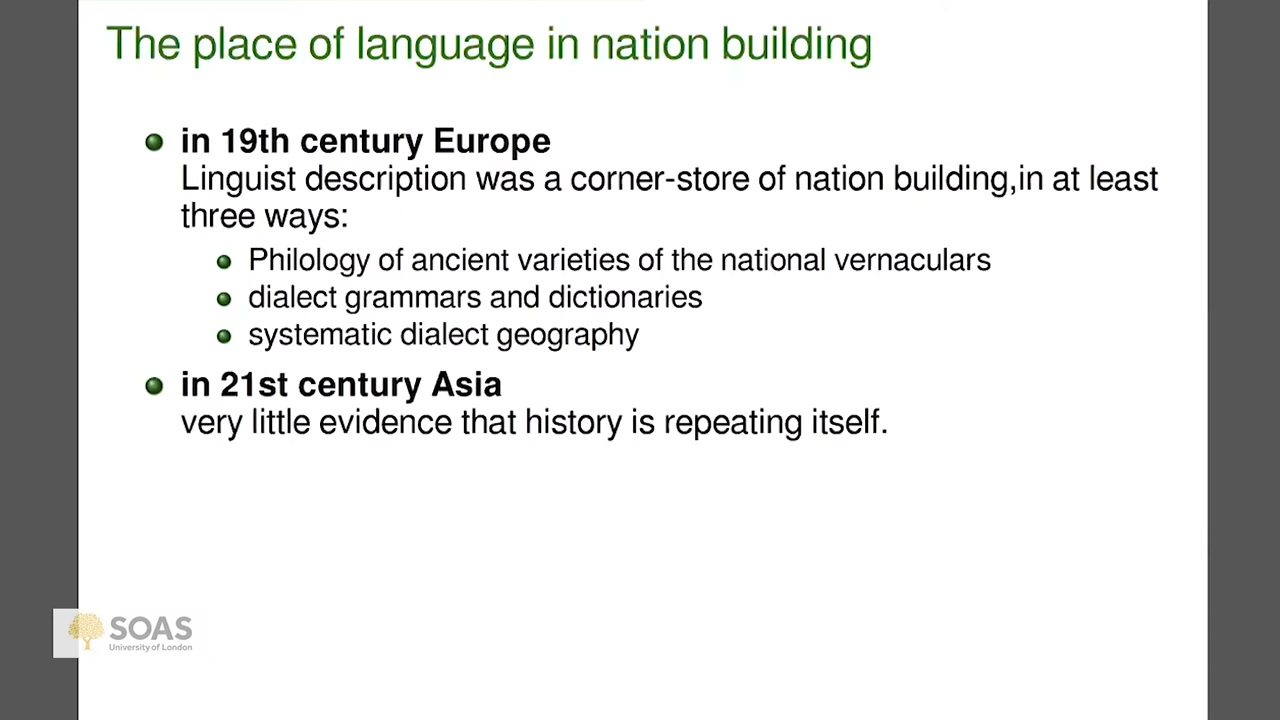 The place of language in nation building
in 19th century Europe
Linguist description was a corner-store of nation building,in at least
three ways:
Philology of ancient varieties of the national vernaculars
dialect grammars and dictionaries
systematic dialect geography
in 21st century Asia
very little evidence that history is repeating itself.
SOAS
University of London